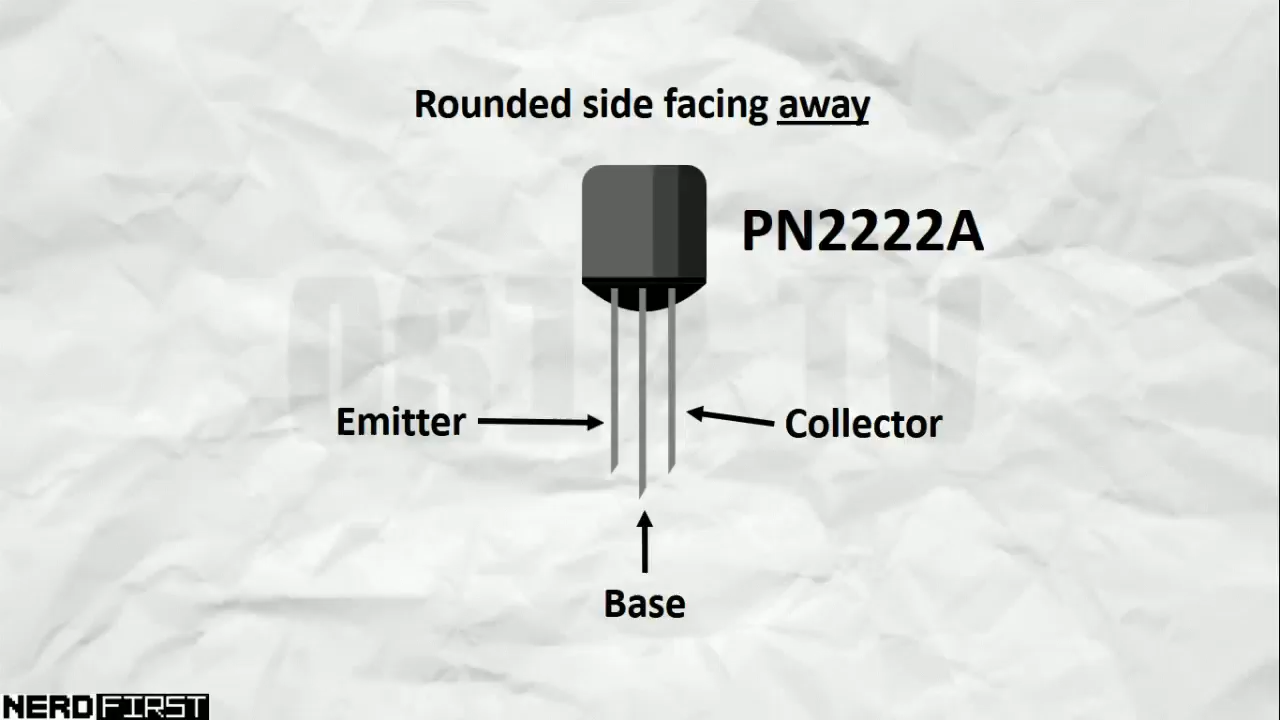 Rounded side facing away
PN2222A
Emitter
Collector
Base
NERDFIRST